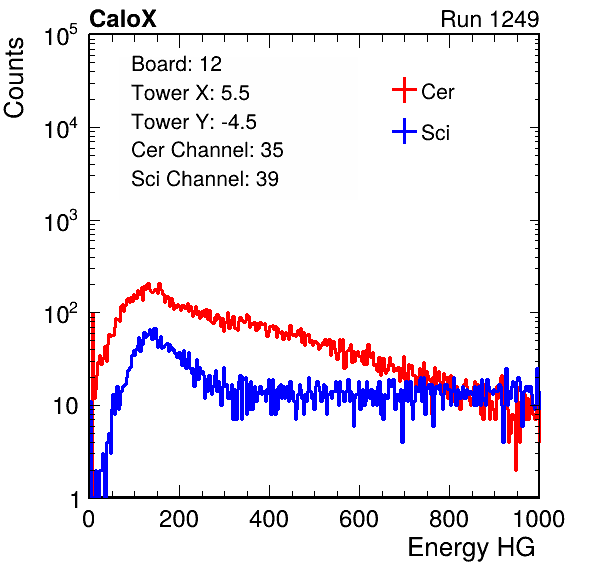 CaloX Run 1249
Counts
10^5
10^4
10^3
10^2
10
1
Board: 12
Tower X: 5.5
Tower Y: -4.5
Cer Channel: 35
Sci Channel: 39
Cer
Sci
0 200 400 600 800 1000
Energy HG